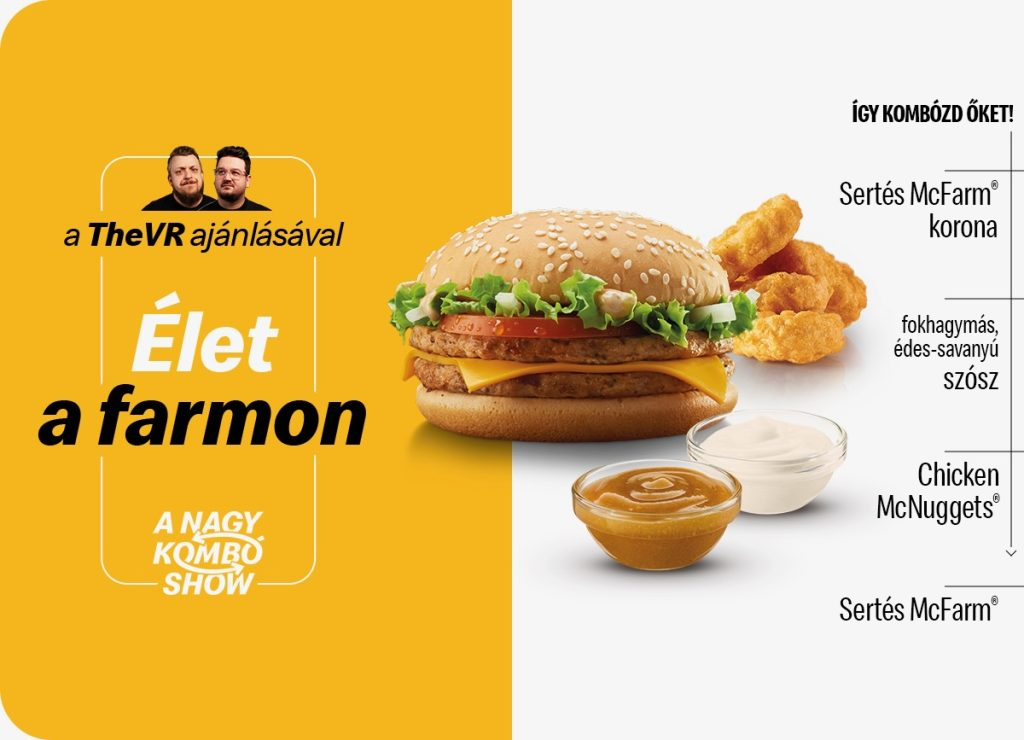 a TheVR ajánlásával
Élet
a farmon
A NAGY
KOMBÓ
SHOW
ÍGY KOMBÓZD ŐKET!
Sertés McFarm®
korona
fokhagymás,
édes-savanyú
szósz
Chicken
McNuggets®
Sertés McFarm®